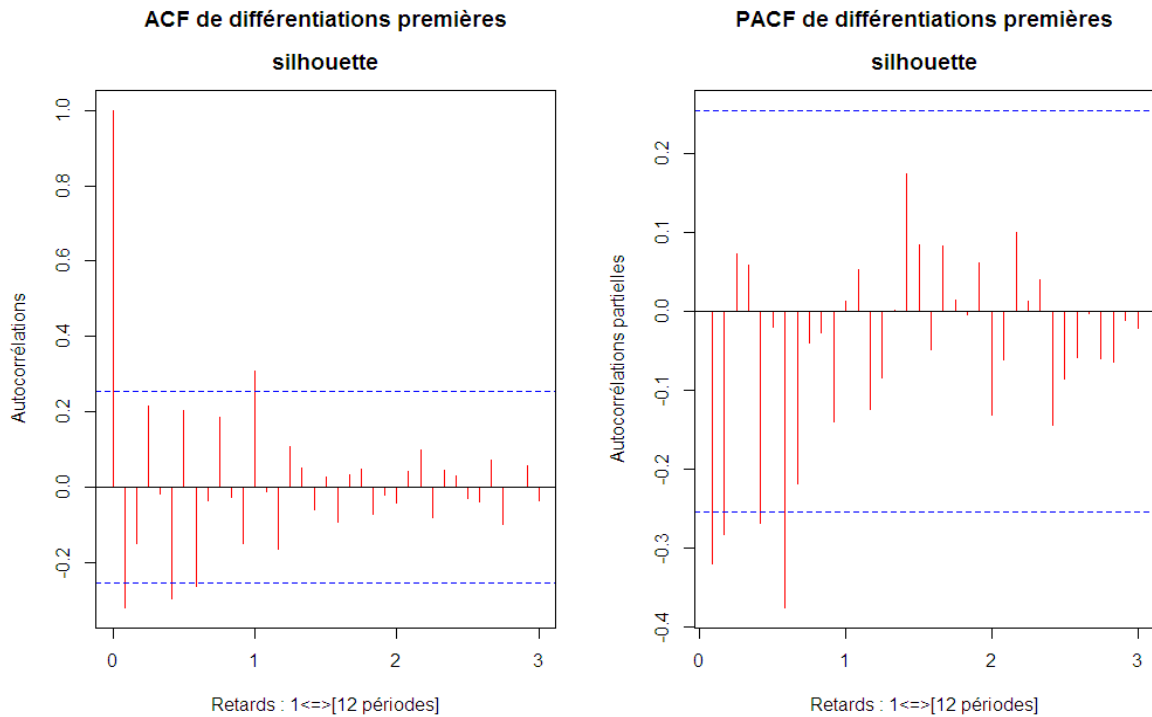 ACF de différentiations premières
silhouette
Autocorrélations
1.0
0.8
0.6
0.4
0.2
0.0
-0.2
0
1
2
3
Retards : 1<=>[12 périodes]
PACF de différentiations premières
silhouette
Autocorrélations partielles
0.2
0.1
0.0
-0.1
-0.2
-0.3
-0.4
0
1
2
3
Retards : 1<=>[12 périodes]